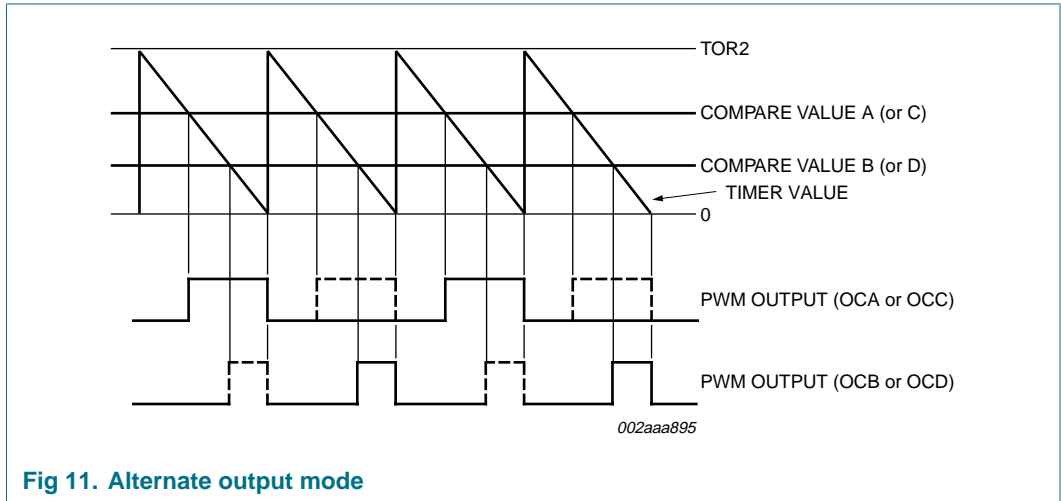 TOR2
COMPARE VALUE A (or C)
COMPARE VALUE B (or D)
TIMER VALUE
0
PWM OUTPUT (OCA or OCC)
PWM OUTPUT (OCB or OCD)
002aaa895
Fig 11. Alternate output mode